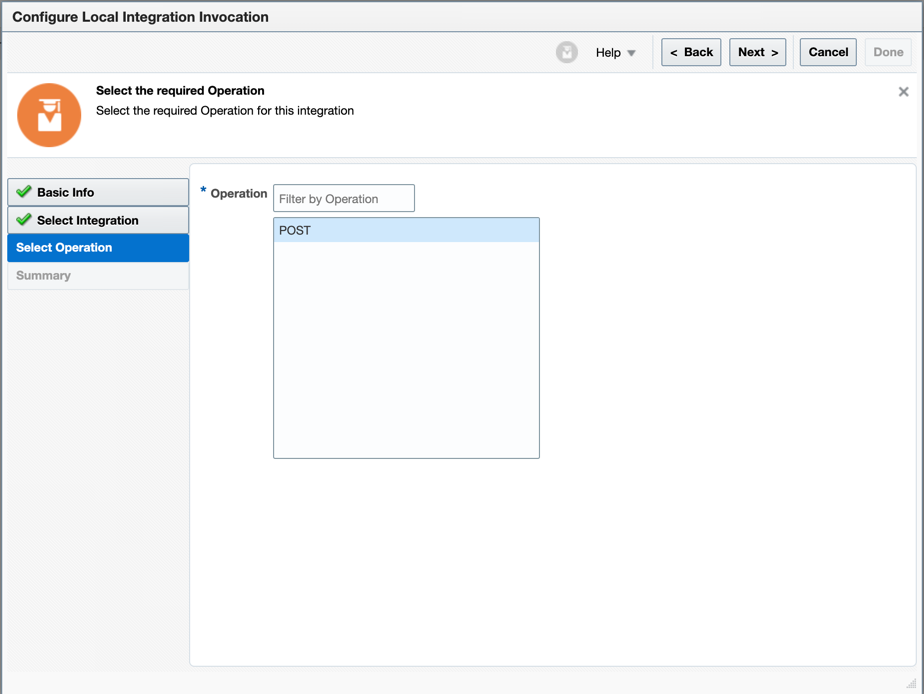 Configure Local Integration Invocation
Help
< Back
Next >
Cancel
Done
Select the required Operation
Select the required Operation for this integration
Basic Info
Select Integration
Select Operation
Summary
* Operation
Filter by Operation
POST